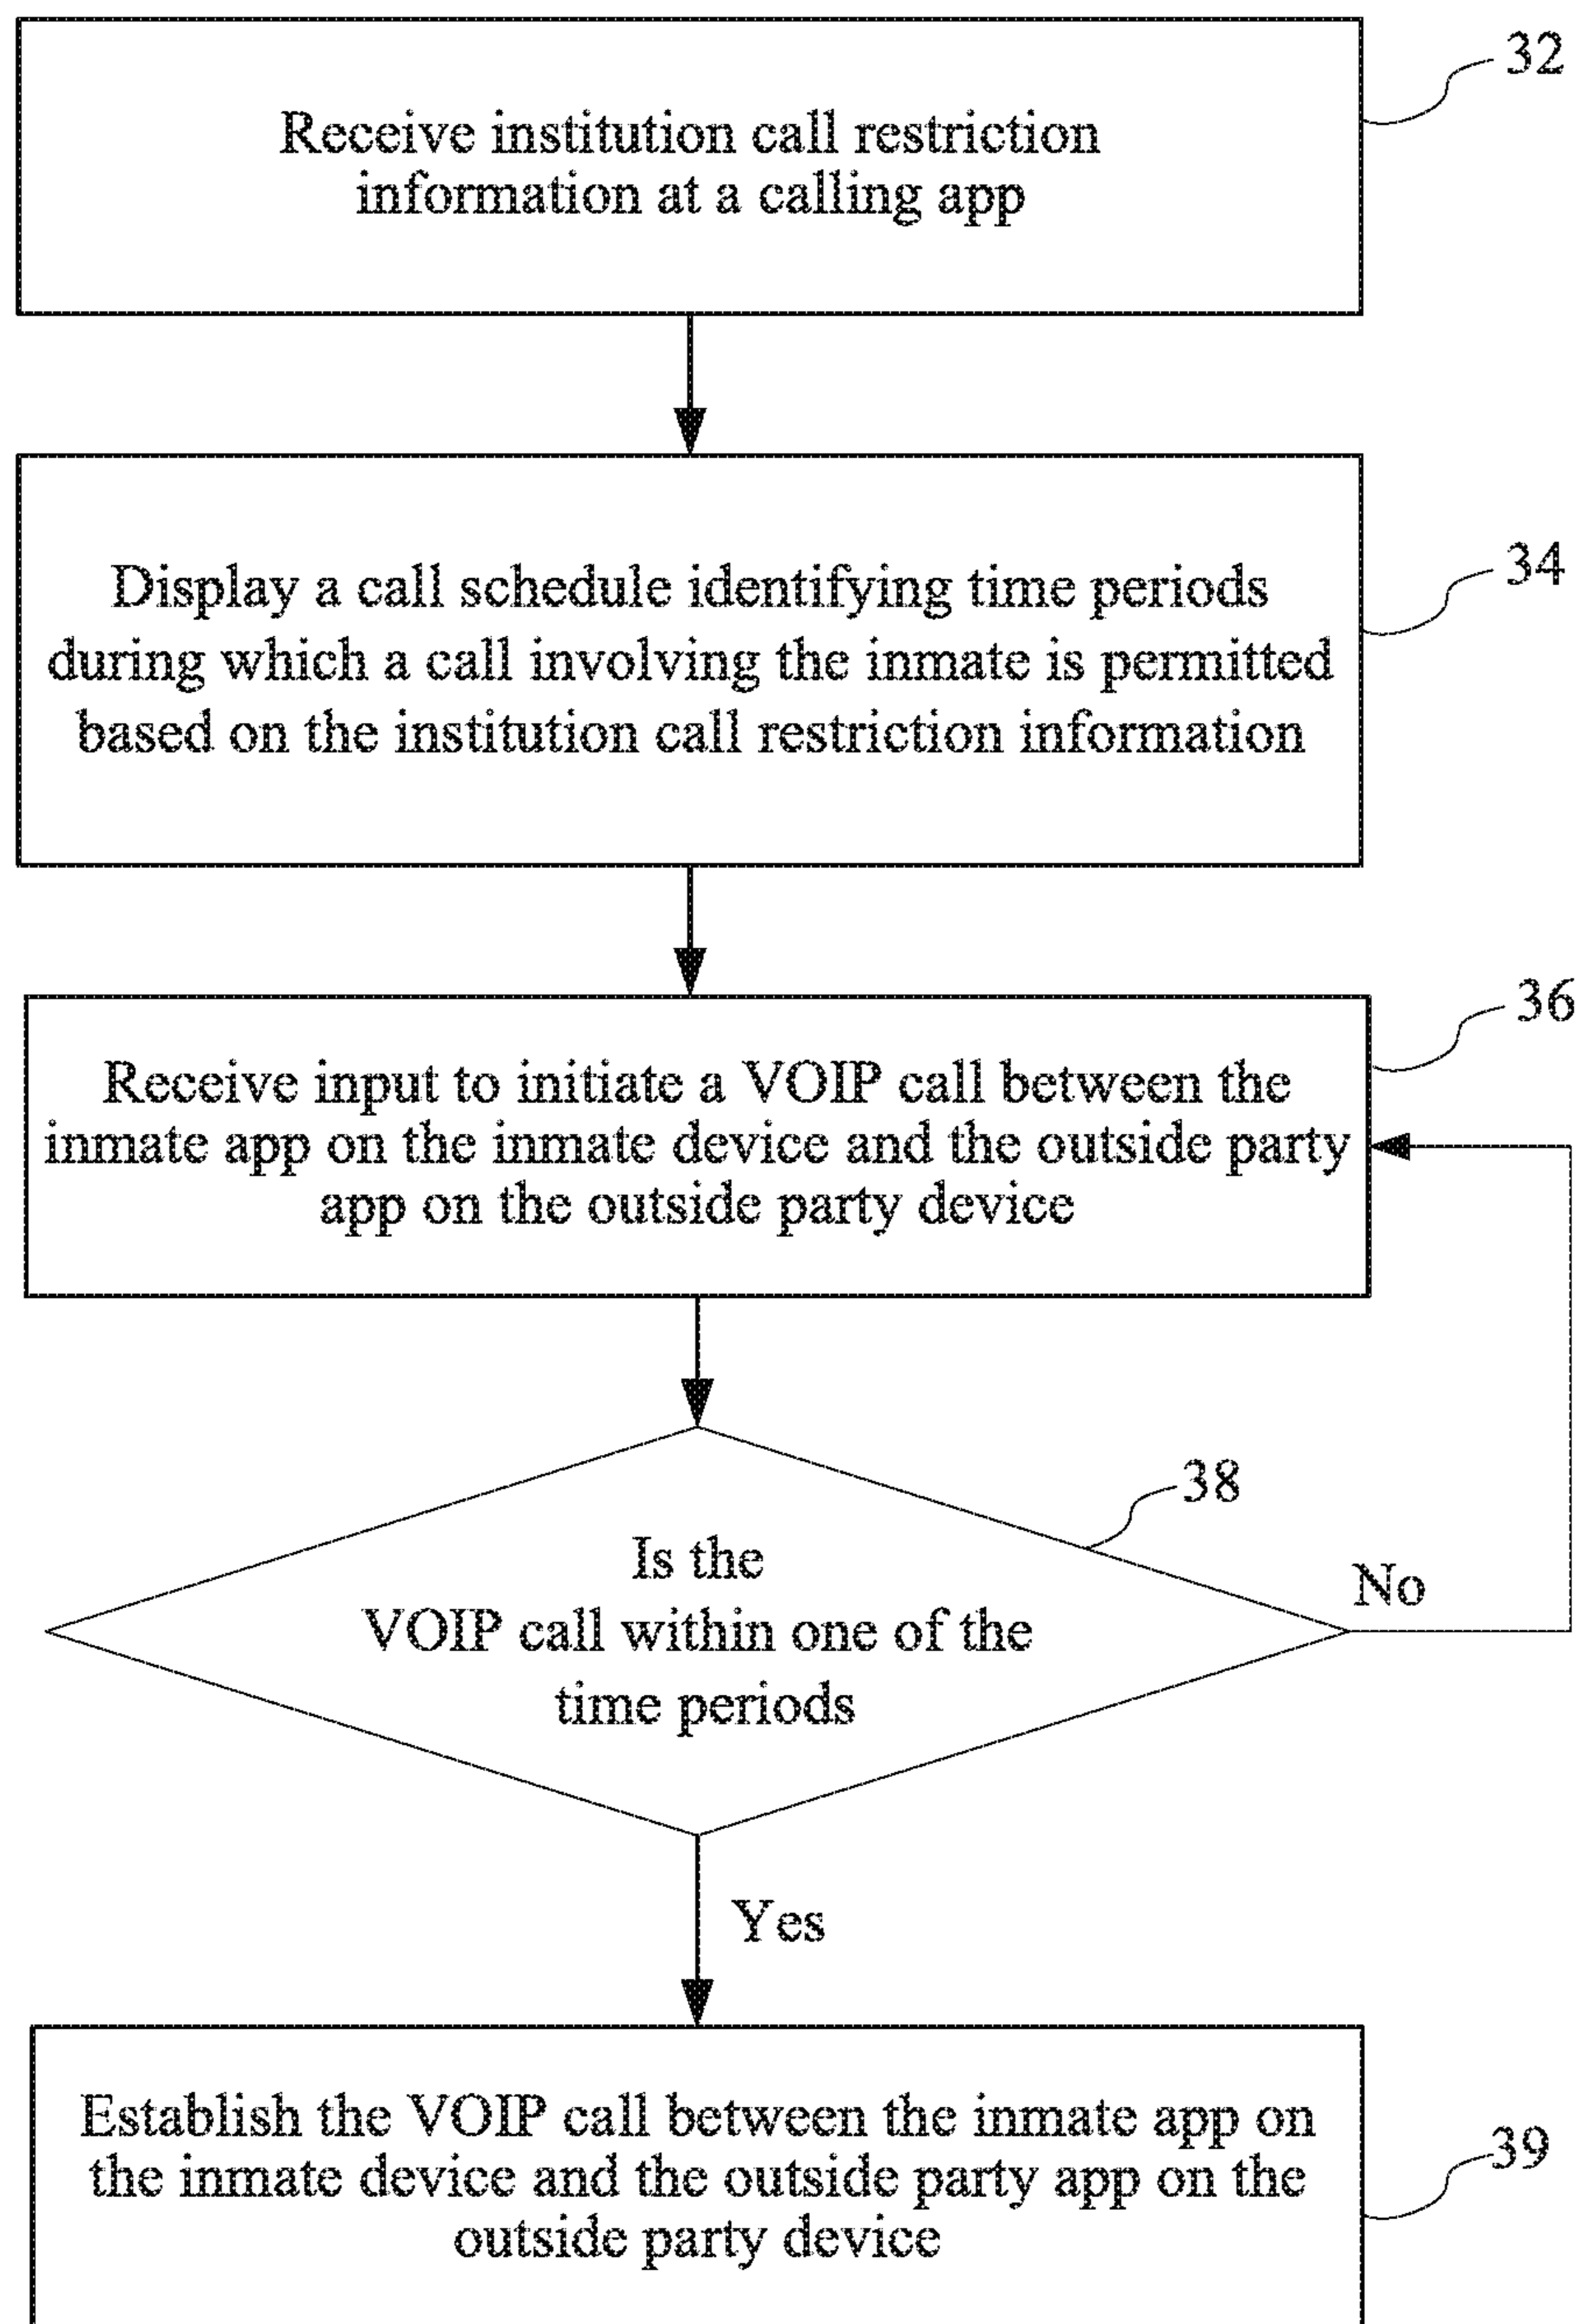 32
Receive institution call restriction
information at a calling app
34
Display a call schedule identifying time periods
during which a call involving the inmate is permitted
based on the institution call restriction information
36
Receive input to initiate a VOIP call between the
inmate app on the inmate device and the outside party
app on the outside party device
38
Is the
VOIP call within one of the
time periods
No
Yes
Establish the VOIP call between the inmate app on
the inmate device and the outside party app on the
outside party device
39